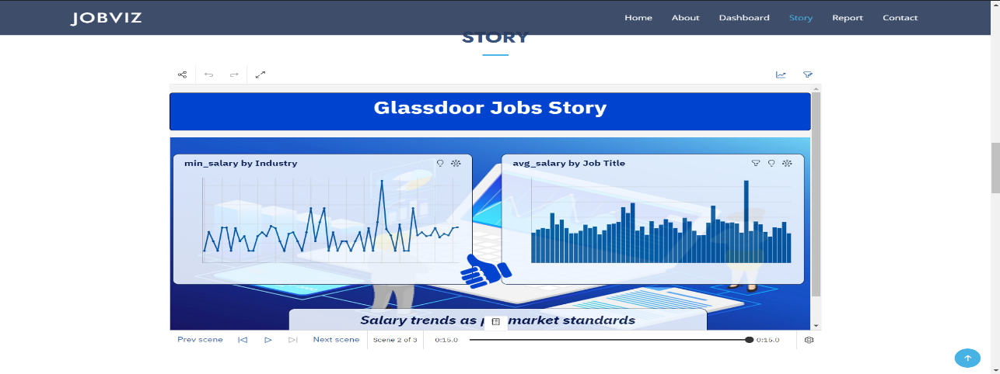 JOBVIZ
Home About Dashboard Story Report Contact
STORY
Glassdoor Jobs Story
min_salary by Industry
avg_salary by Job Title
Salary trends as market standards
Prev scene Next scene Scene 2 of 3 0:15.0 0:15.0